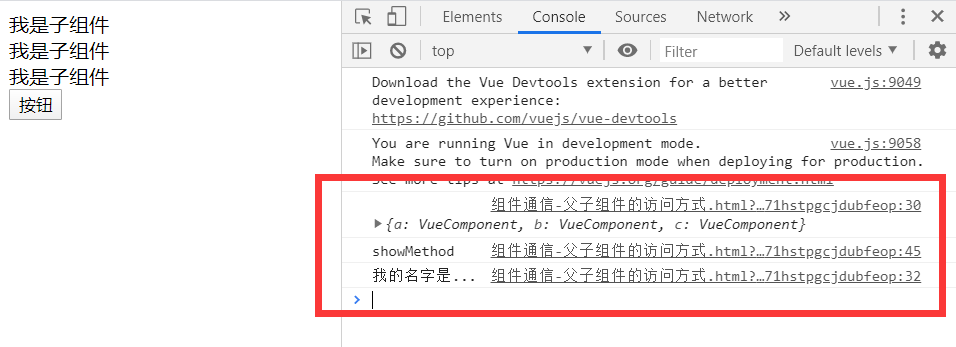 我是子组件
我是子组件
我是子组件
按钮
Elements Console Sources Network »
top Filter Default levels
Download the Vue Devtools extension for a better vue.js:9049
development experience:
https://github.com/vuejs/vue-devtools
You are running Vue in development mode. vue.js:9058
Make sure to turn on production mode when deploying for production.
See more tips at https://vuejs.org/guide/deployment.html
组件通信-父子组件的访问方式.html?…71hstpgcjdubfeop:30
{a: VueComponent, b: VueComponent, c: VueComponent}
showMethod 组件通信-父子组件的访问方式.html?…71hstpgcjdubfeop:45
我的名字是... 组件通信-父子组件的访问方式.html?…71hstpgcjdubfeop:32